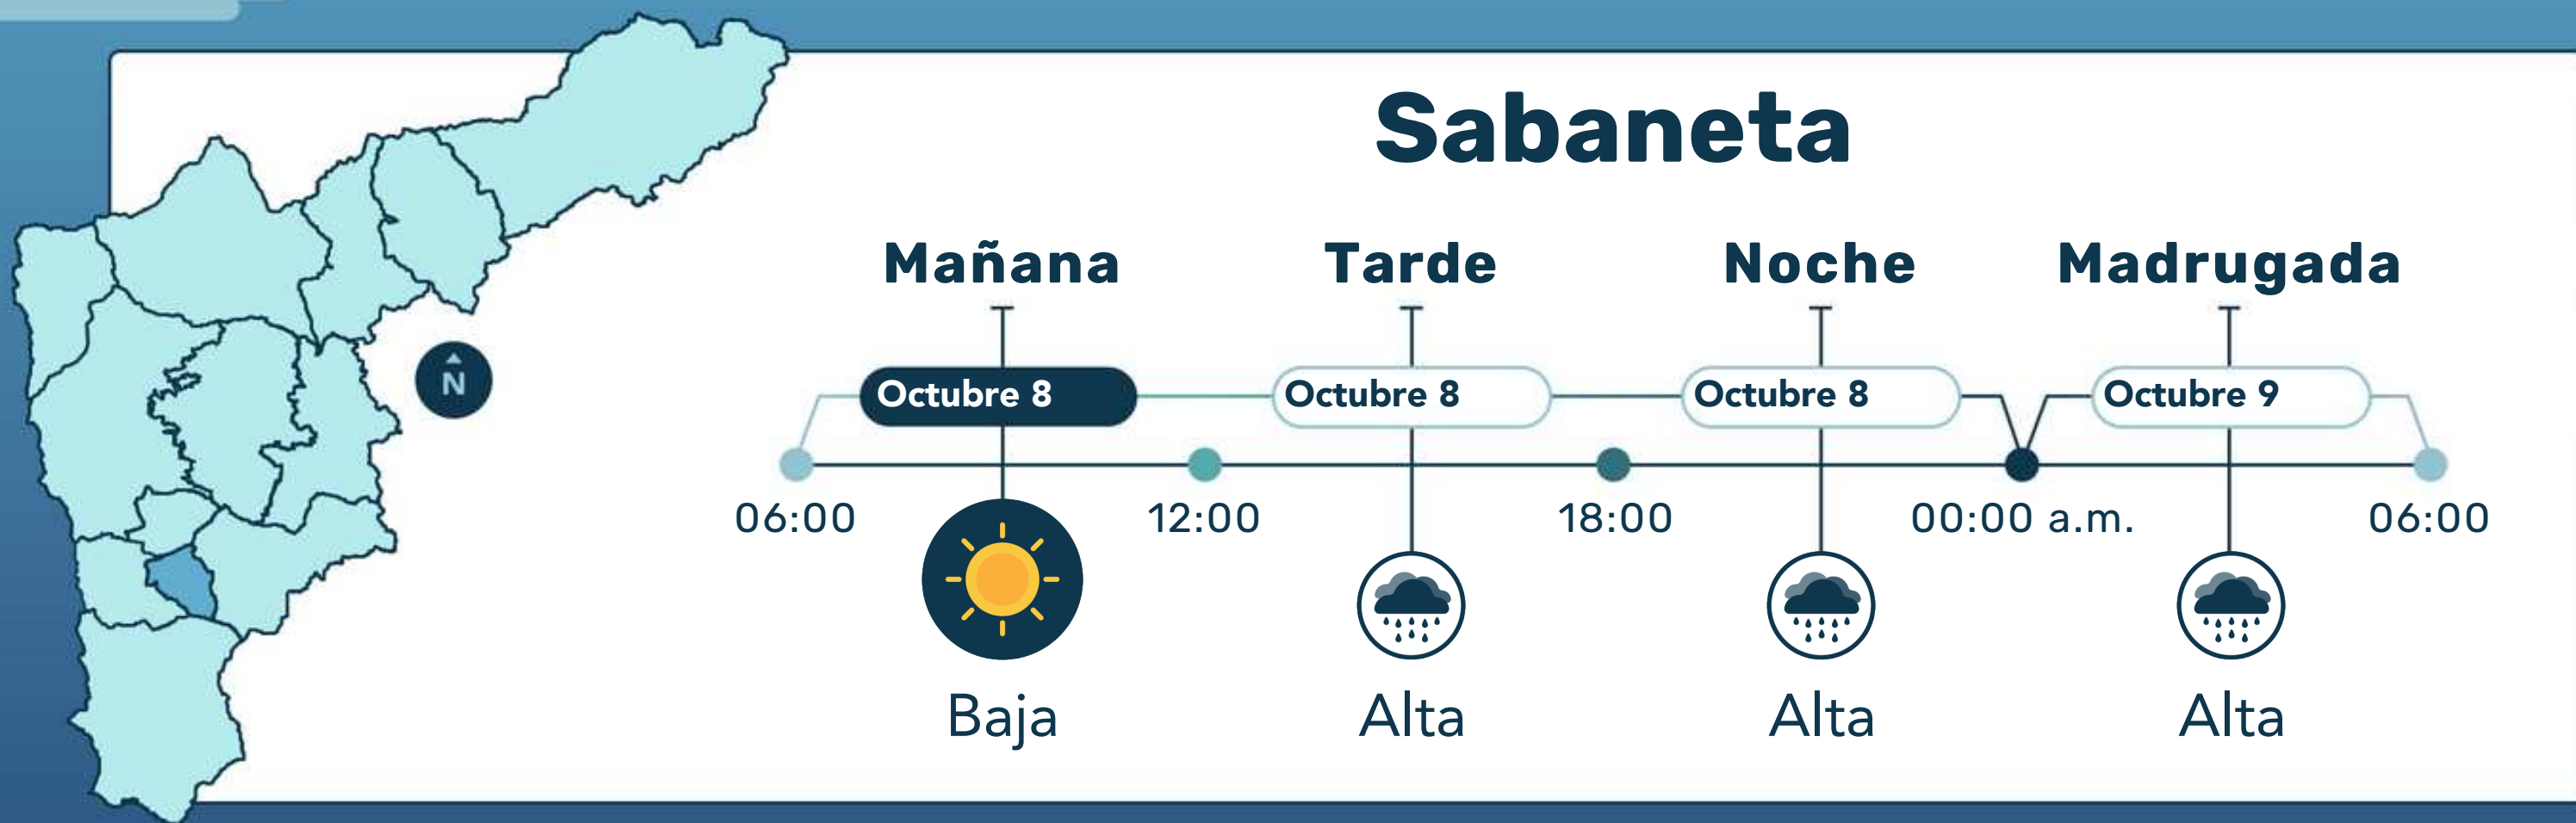 Sabaneta
Mañana Tarde Noche Madrugada
N
Octubre 8 Octubre 8 Octubre 8 Octubre 9
06:00 12:00 18:00 00:00 a.m. 06:00
Baja Alta Alta Alta